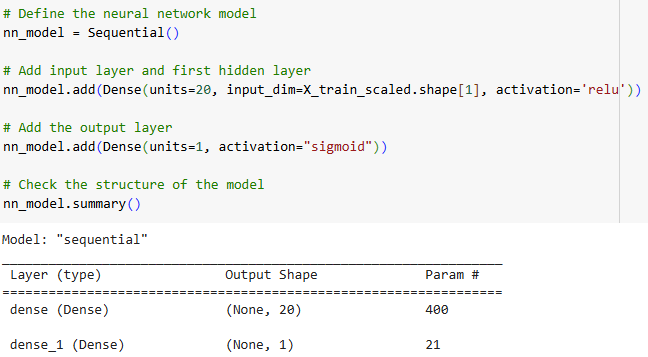 # Define the neural network model
nn_model = Sequential()
# Add input layer and first hidden layer
nn_model.add(Dense(units=20, input_dim=X_train_scaled.shape[1], activation='relu'))
# Add the output layer
nn_model.add(Dense(units=1, activation="sigmoid"))
# Check the structure of the model
nn_model.summary()
Model: "sequential"
_________________________________________________________________
Layer (type) Output Shape Param #
=================================================================
dense (Dense) (None, 20) 400
dense_1 (Dense) (None, 1) 21